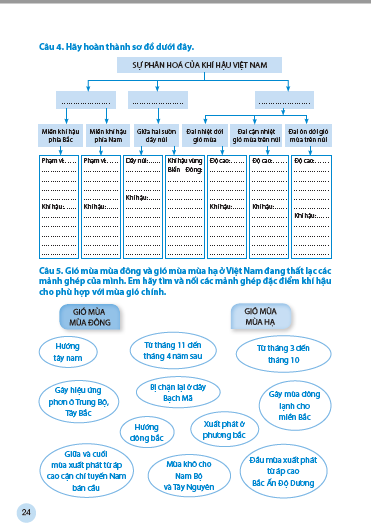 Câu 4. Hãy hoàn thành sơ đồ dưới đây.
SỰ PHÂN HOÁ CỦA KHÍ HẬU VIỆT NAM
.....................
.....................
.....................
Miền khí hậu
phía Bắc
Miền khí hậu
phía Nam
Giữa hai sườn
dãy núi
Đai nhiệt đới
gió mùa
Đai cận nhiệt
gió mùa trên núi
Đai ôn đới gió
mùa trên núi
Phạm vi:......
Khí hậu:......
Phạm vi:......
Khí hậu:......
Dãy núi:......
Khí hậu:......
Khí hậu vùng
Biển Đông:
Độ cao:......
Khí hậu:......
Độ cao:......
Khí hậu:......
Độ cao:......
Khí hậu:......
Câu 5. Gió mùa mùa đông và gió mùa mùa hạ ở Việt Nam đang thất lạc các
mảnh ghép của mình. Em hãy tìm và nối các mảnh ghép đặc điểm khí hậu
cho phù hợp với mùa gió chính.
GIÓ MÙA
MÙA ĐÔNG
GIÓ MÙA
MÙA HẠ
Hướng
tây nam
Từ tháng 11 đến
tháng 4 năm sau
Từ tháng 3 đến
tháng 10
Gây hiệu ứng
phơn ở Trung Bộ,
Tây Bắc
Bị chặn lại ở dãy
Bạch Mã
Gây mùa đông
lạnh cho
miền Bắc
Hướng
đông bắc
Xuất phát ở
phương bắc
Giữa và cuối
mùa xuất phát từ áp
cao cận chí tuyến Nam
bán cầu
Mùa khô cho
Nam Bộ
và Tây Nguyên
Đầu mùa xuất phát
từ áp cao
Bắc Ấn Độ Dương
24